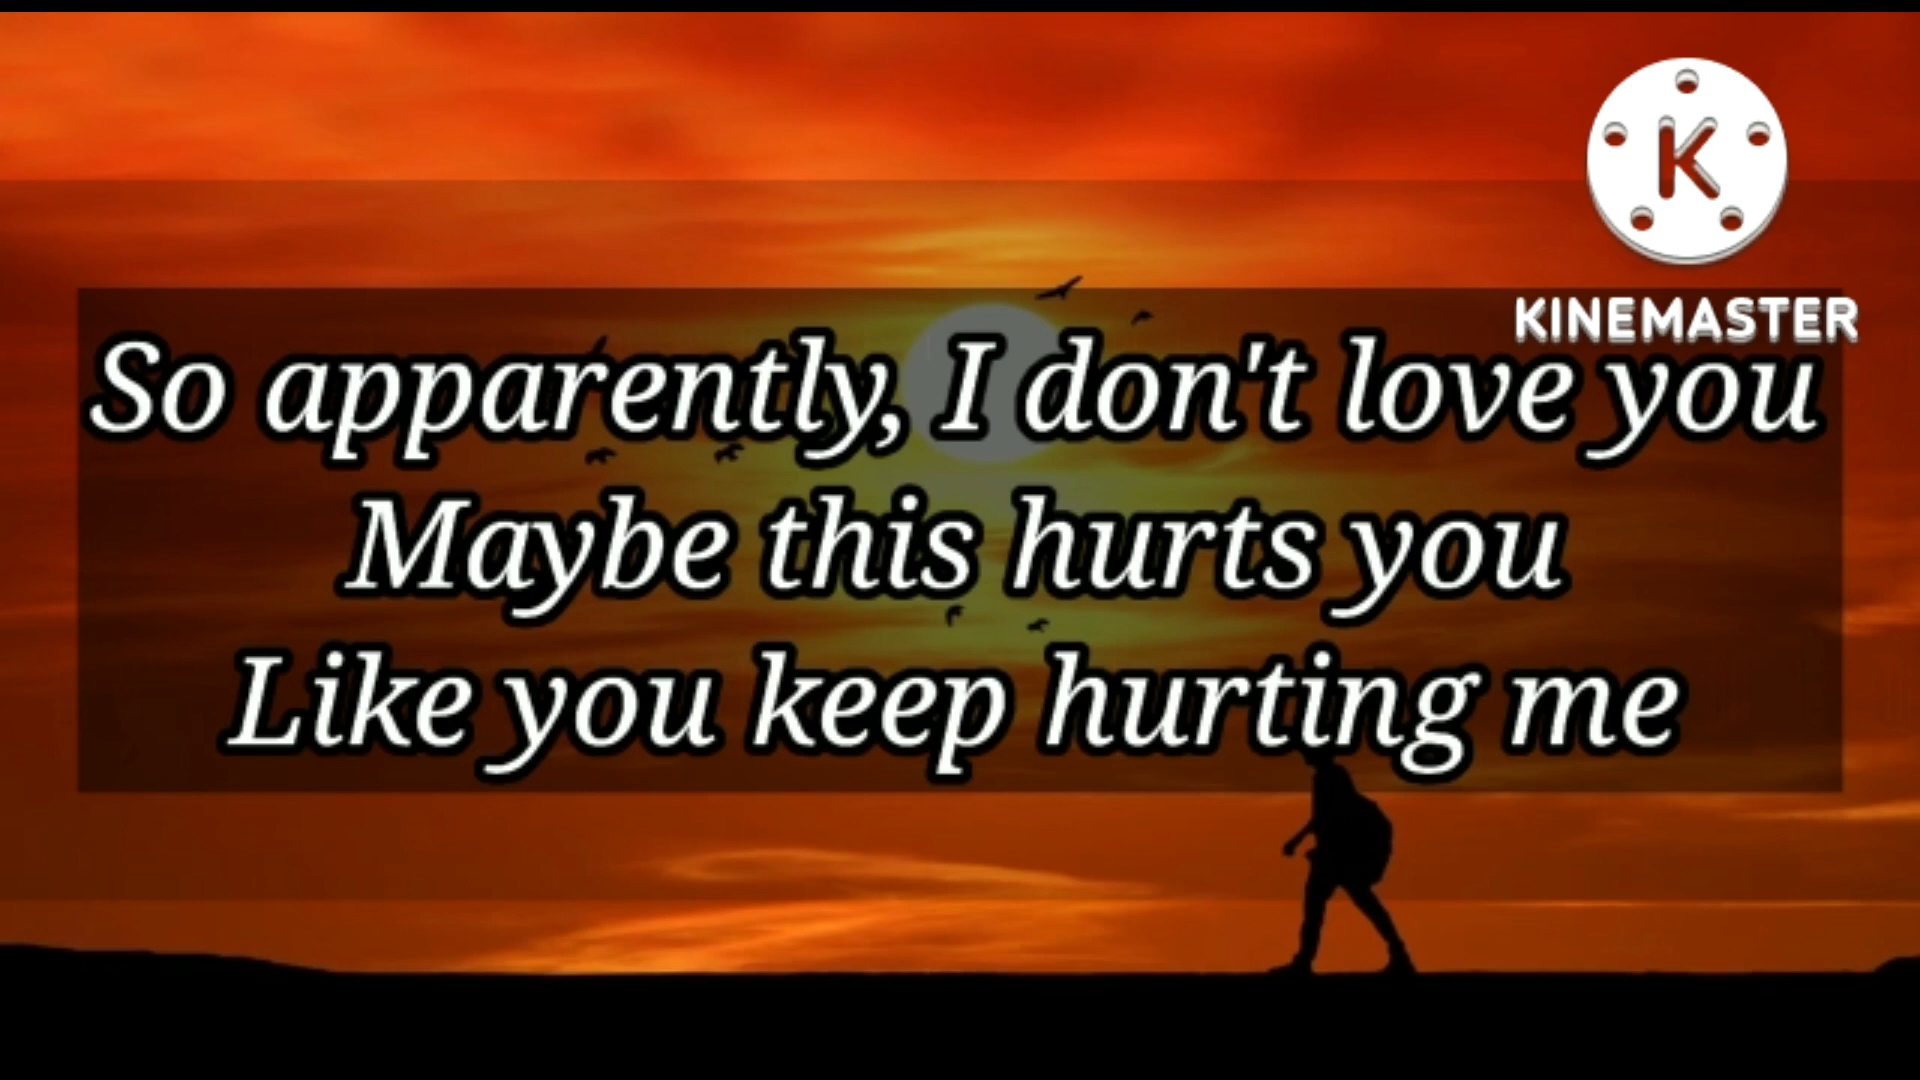 K
KINEMASTER
So apparently, I don't love you
Maybe this hurts you
Like you keep hurting me